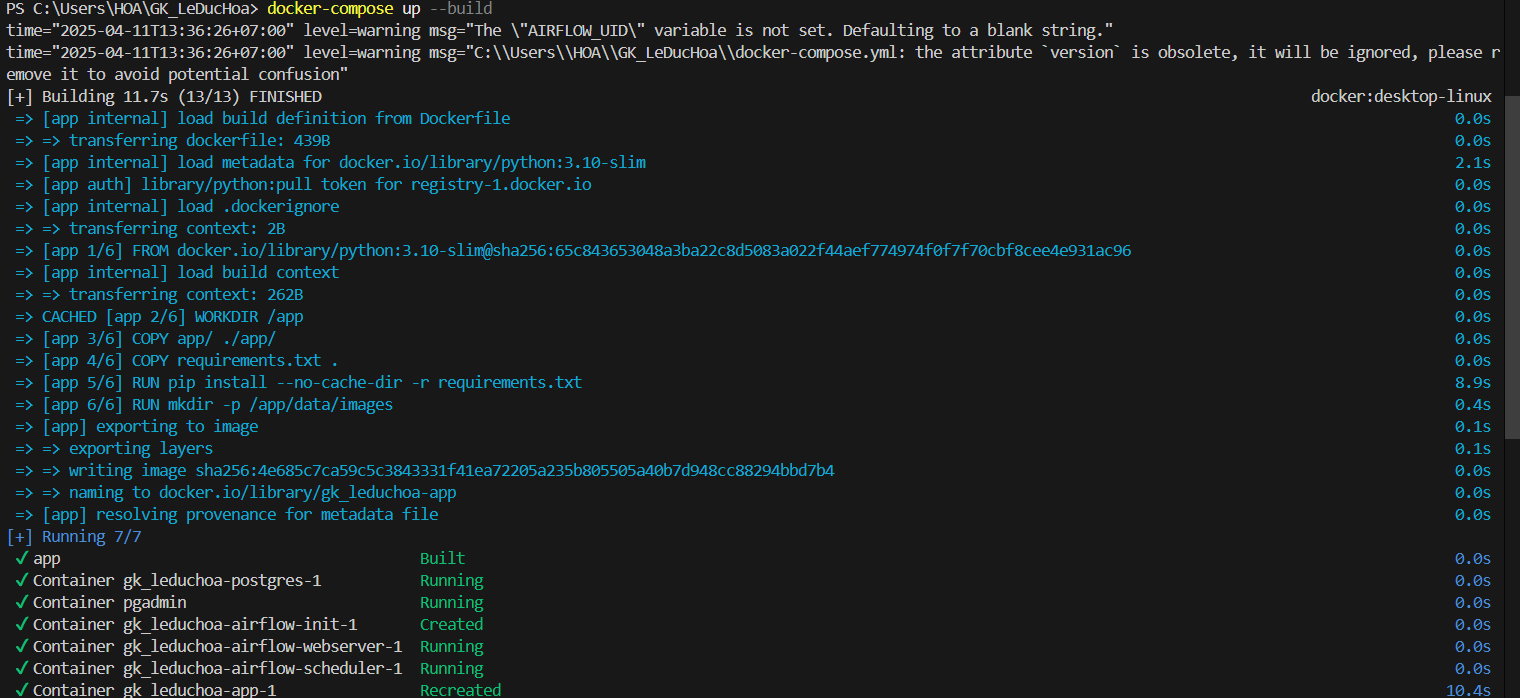 PS C:\Users\HOA\GK_LeDucHoa> docker-compose up --build
time="2025-04-11T13:36:26+07:00" level=warning msg="The \"AIRFLOW_UID\" variable is not set. Defaulting to a blank string."
time="2025-04-11T13:36:26+07:00" level=warning msg="C:\\Users\\HOA\\GK_LeDucHoa\\docker-compose.yml: the attribute `version` is obsolete, it will be ignored, please r
emove it to avoid potential confusion"
[+] Building 11.7s (13/13) FINISHED docker:desktop-linux
=> [app internal] load build definition from Dockerfile 0.0s
=> => transferring dockerfile: 439B 0.0s
=> [app internal] load metadata for docker.io/library/python:3.10-slim 2.1s
=> [app auth] library/python:pull token for registry-1.docker.io 0.0s
=> [app internal] load .dockerignore 0.0s
=> => transferring context: 2B 0.0s
=> [app 1/6] FROM docker.io/library/python:3.10-slim@sha256:65c843653048a3ba22c8d5083a022f44aef774974f0f7f70cbf8cee4e931ac96 0.0s
=> [app internal] load build context 0.0s
=> => transferring context: 262B 0.0s
=> CACHED [app 2/6] WORKDIR /app 0.0s
=> [app 3/6] COPY app/ ./app/ 0.0s
=> [app 4/6] COPY requirements.txt . 0.0s
=> [app 5/6] RUN pip install --no-cache-dir -r requirements.txt 8.9s
=> [app 6/6] RUN mkdir -p /app/data/images 0.4s
=> [app] exporting to image 0.1s
=> => exporting layers 0.1s
=> => writing image sha256:4e685c7ca59c5c3843331f41ea72205a235b805505a40b7d948cc88294bbd7b4 0.0s
=> => naming to docker.io/library/gk_leduchoa-app 0.0s
=> [app] resolving provenance for metadata file 0.0s
[+] Running 7/7
✓ app Built 0.0s
✓ Container gk_leduchoa-postgres-1 Running 0.0s
✓ Container pgadmin Running 0.0s
✓ Container gk_leduchoa-airflow-init-1 Created 0.0s
✓ Container gk_leduchoa-airflow-webserver-1 Running 0.0s
✓ Container gk_leduchoa-airflow-scheduler-1 Running 0.0s
✓ Container gk_leduchoa-app-1 Recreated 10.4s